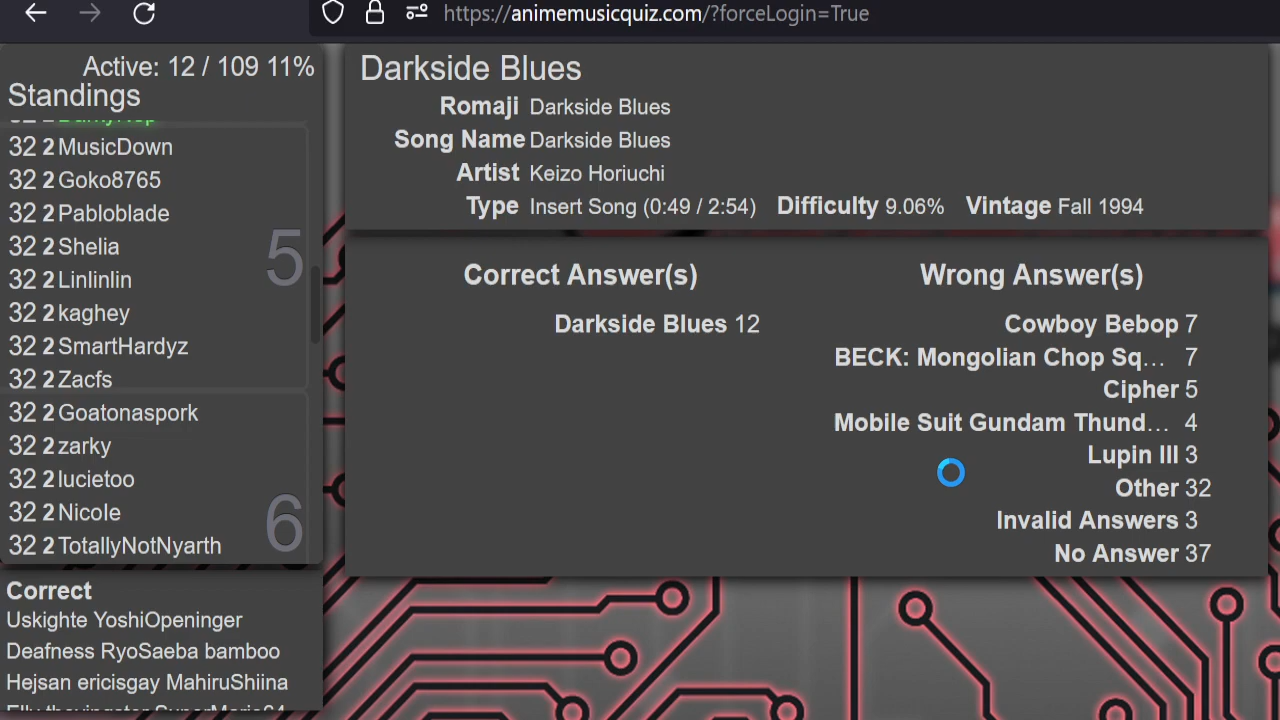 https://animemusicquiz.com/?forceLogin=True
Active: 12 / 109 11%
Standings
32 2 MusicDown
32 2 Goko8765
32 2 Pabloblade
32 2 Shelia
5
32 2 Linlinlin
32 2 kaghey
32 2 SmartHardyz
32 2 Zacfs
32 2 Goatonaspork
32 2 zarky
32 2 lucietoo
32 2 Nicole
6
32 2 TotallyNotNyarth
Correct
Uskighte YoshiOpeninger
Deafness RyoSaeba bamboo
Hejsan ericisgay MahiruShiina
Darkside Blues
Romaji Darkside Blues
Song Name Darkside Blues
Artist Keizo Horiuchi
Type Insert Song (0:49 / 2:54) Difficulty 9.06% Vintage Fall 1994
Correct Answer(s)
Darkside Blues 12
Wrong Answer(s)
Cowboy Bebop 7
BECK: Mongolian Chop Sq... 7
Cipher 5
Mobile Suit Gundam Thund... 4
Lupin III 3
Other 32
Invalid Answers 3
No Answer 37